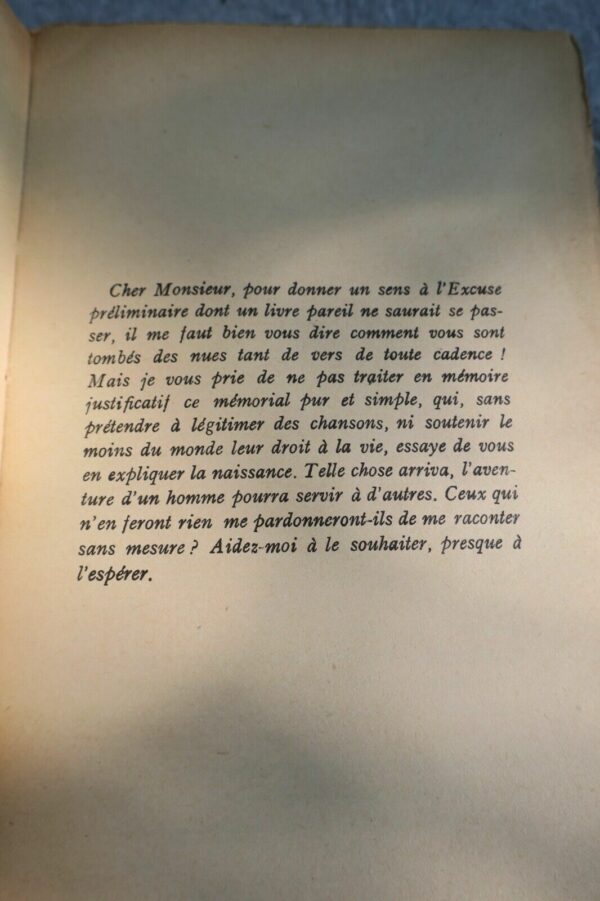 Cher Monsieur, pour donner un sens à l'Excuse
préliminaire dont un livre pareil ne saurait se pas-
ser, il me faut bien vous dire comment vous sont
tombés des nues tant de vers de toute cadence !
Mais je vous prie de ne pas traiter en mémoire
justificatif ce mémorial pur et simple, qui, sans
prétendre à légitimer des chansons, ni soutenir le
moins du monde leur droit à la vie, essaye de vous
en expliquer la naissance. Telle chose arriva, l'aven-
ture d'un homme pourra servir à d'autres. Ceux qui
n'en feront rien me pardonneront-ils de me raconter
sans mesure ? Aidez-moi à le souhaiter, presque à
l'espérer.